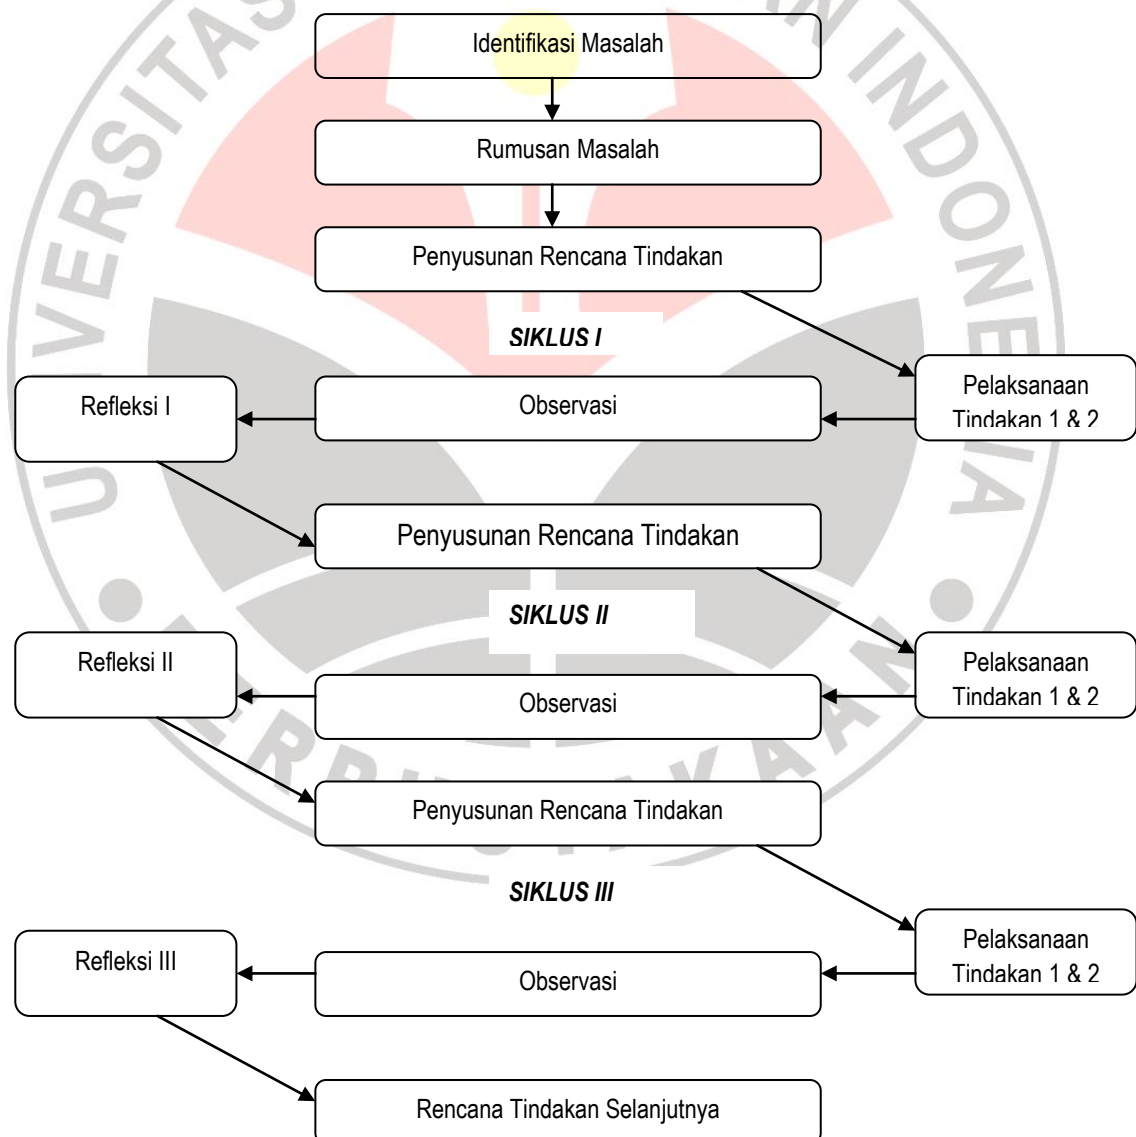 UNIVERSITAS
INDONESIA
Identifikasi Masalah
Rumusan Masalah
Penyusunan Rencana Tindakan
SIKLUS I
Pelaksanaan
Tindakan 1 & 2
Observasi
Refleksi I
Penyusunan Rencana Tindakan
SIKLUS II
Pelaksanaan
Tindakan 1 & 2
Observasi
Refleksi II
Penyusunan Rencana Tindakan
SIKLUS III
Pelaksanaan
Tindakan 1 & 2
Observasi
Refleksi III
Rencana Tindakan Selanjutnya